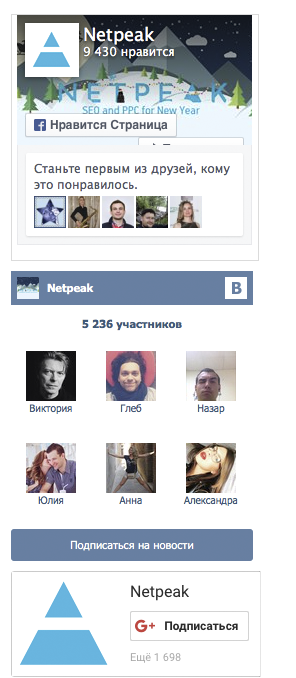 Netpeak
9 430 нравится
NETPEAK
SEO and PPC for New Year
Нравится Страница
Станьте первым из друзей, кому
это понравилось.
Netpeak
B
5 236 участников
Виктория
Глеб
Назар
Юлия
Анна
Александра
Подписаться на новости
Netpeak
G+ Подписаться
Ещё 1 698